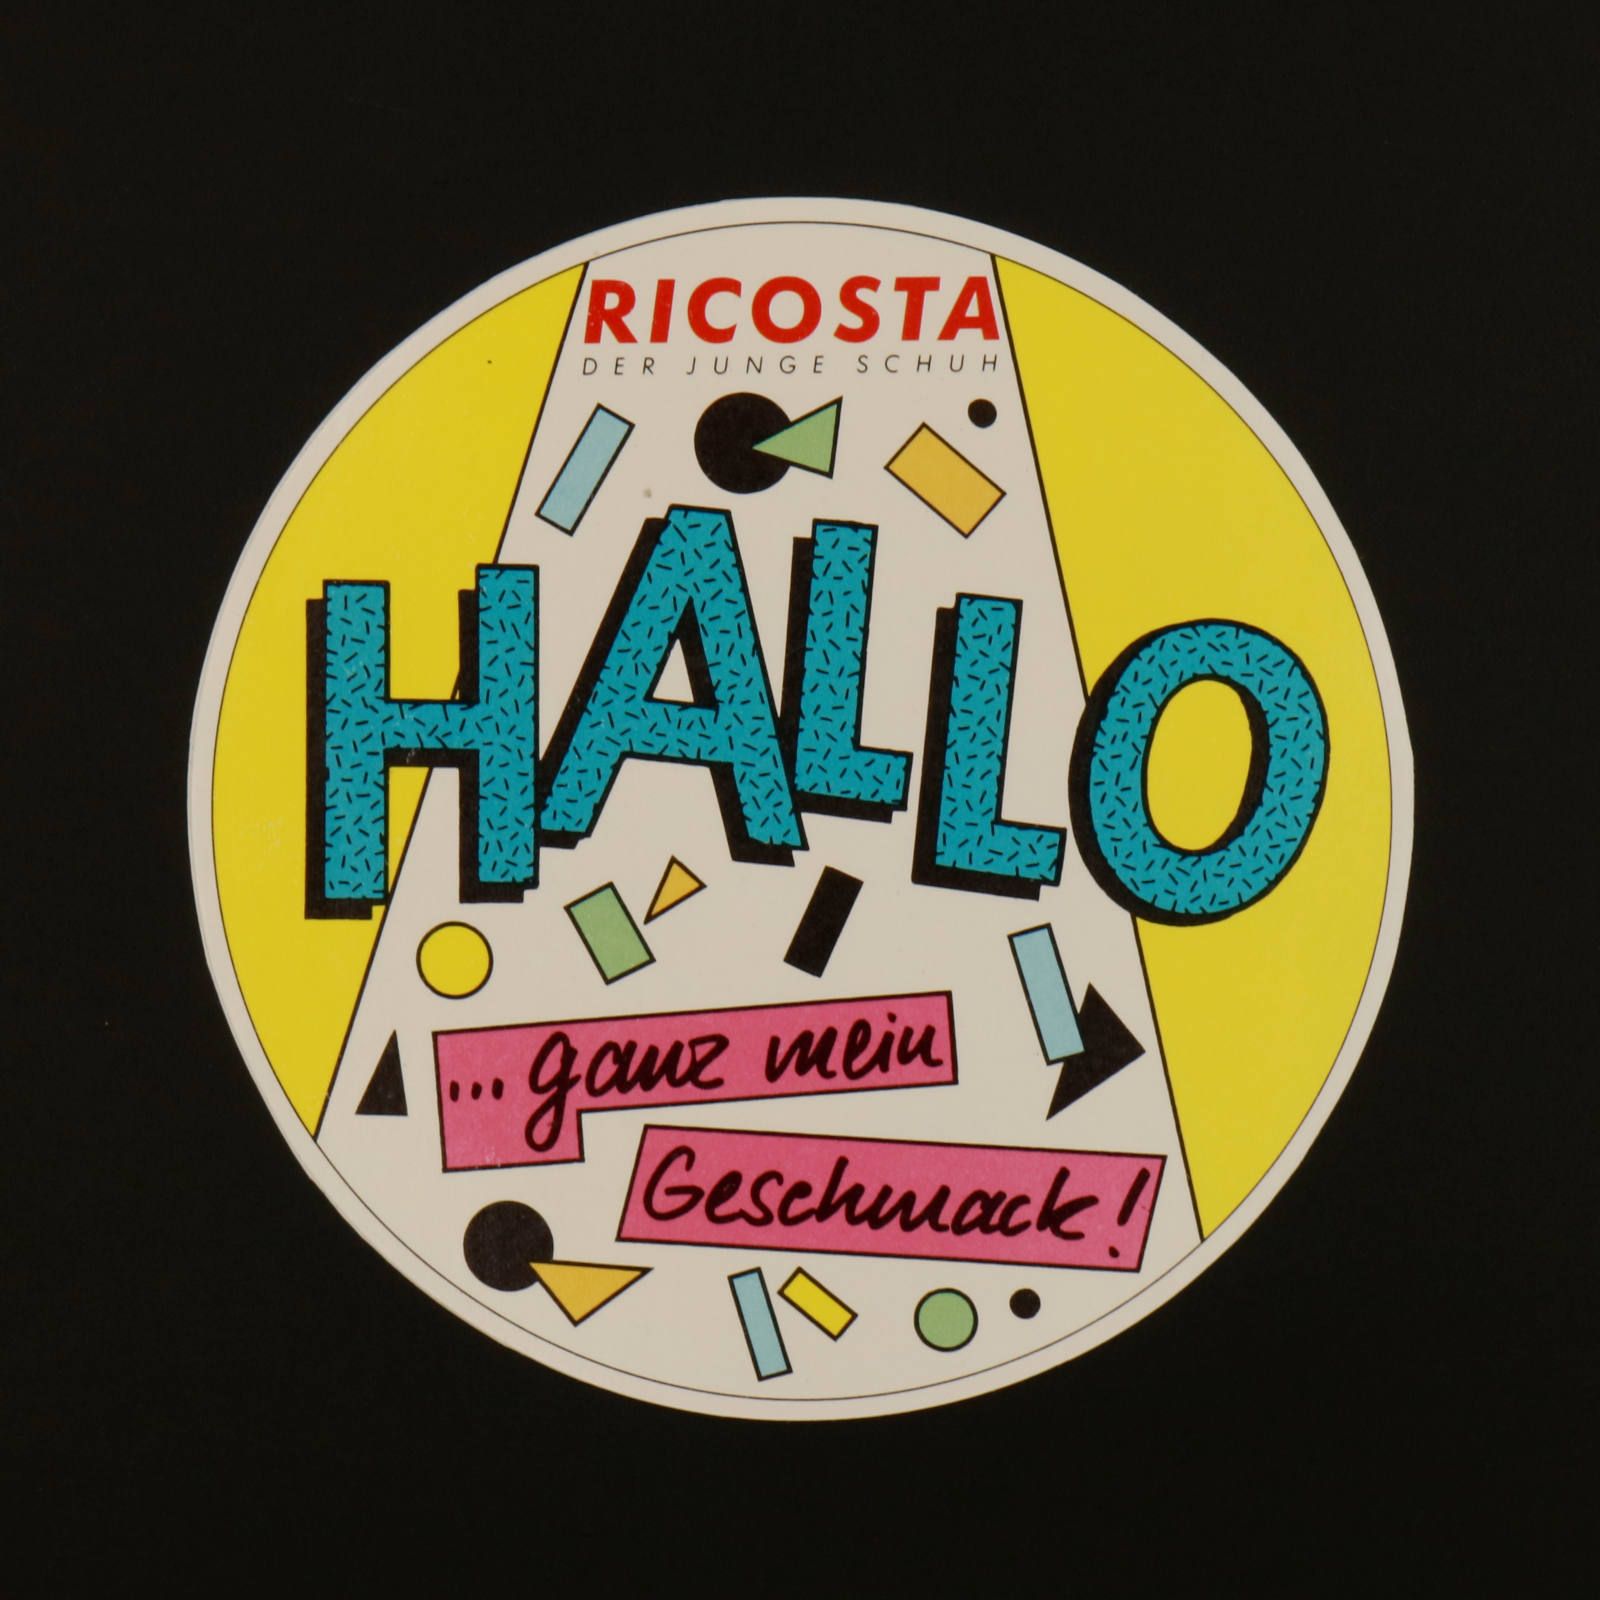 RICOSTA
DER JUNGE SCHUH
HALLO
... ganz mein
Geschmack!